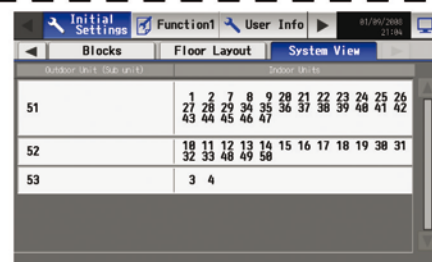 Initial Settings Function1 User Info 01/09/2008 21:04
Blocks Floor Layout System View
Outdoor Unit (Sub unit) Indoor Units
51 1 2 7 8 9 20 21 22 23 24 25 26
27 28 29 34 35 36 37 38 39 40 41 42
43 44 45 46 47
52 10 11 12 13 14 15 16 17 18 19 30 31
32 33 48 49 50
53 3 4